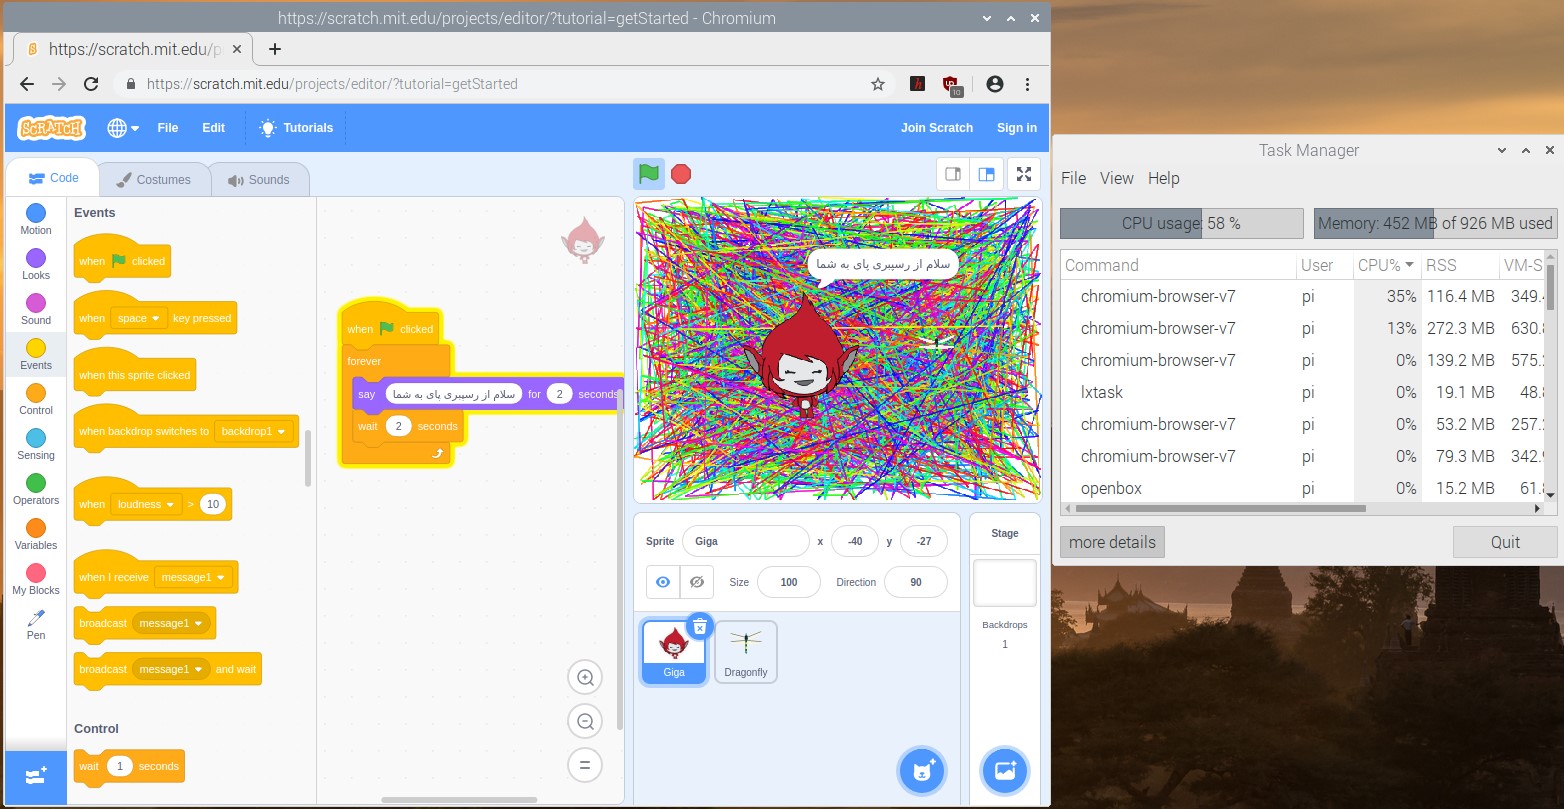 https://scratch.mit.edu/projects/editor/?tutorial=getStarted - Chromium
https://scratch.mit.edu/p
https://scratch.mit.edu/projects/editor/?tutorial=getStarted
10
SCRATCH
File
Edit
Tutorials
Join Scratch
Sign in
Code
Costumes
Sounds
Motion
Looks
Sound
Events
Control
Sensing
Operators
Variables
My Blocks
Pen
Events
when clicked
when space key pressed
when this sprite clicked
when backdrop switches to backdrop1
when loudness > 10
when I receive message1
broadcast message1
broadcast message1 and wait
Control
wait 1 seconds
when clicked
forever
say سلام از رسپبری پای به شما for 2 seconds
wait 2 seconds
سلام از رسپبری پای به شما
Sprite Giga x -40 y -27
Size 100 Direction 90
Giga
Dragonfly
Stage
Backdrops
1
Task Manager
File View Help
CPU usage: 58 %
Memory: 452 MB of 926 MB used
Command User CPU% RSS VM-S
chromium-browser-v7 pi 35% 116.4 MB 349.
chromium-browser-v7 pi 13% 272.3 MB 630.
chromium-browser-v7 pi 0% 139.2 MB 575.
lxtask pi 0% 19.1 MB 48.
chromium-browser-v7 pi 0% 53.2 MB 257.
chromium-browser-v7 pi 0% 79.3 MB 342.
openbox pi 0% 15.2 MB 61.
more details
Quit